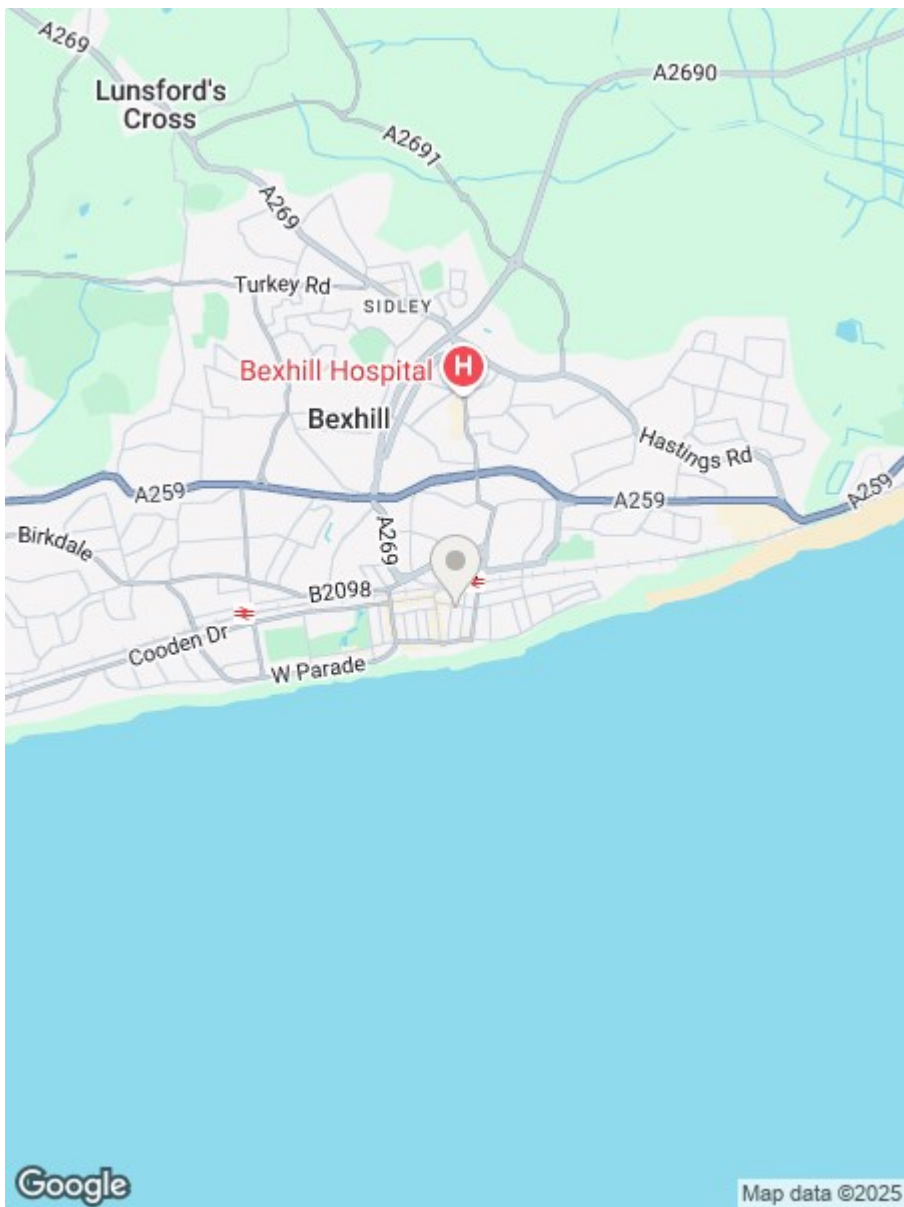 A269
A2690
Lunsford's
Cross
A2691
A269
Turkey Rd
SIDLEY
H
Bexhill Hospital
Bexhill
Hastings Rd
A259
A259
A259
Birkdale
A269
B2098
Cooden Dr
W Parade
Google
Map data ©2025